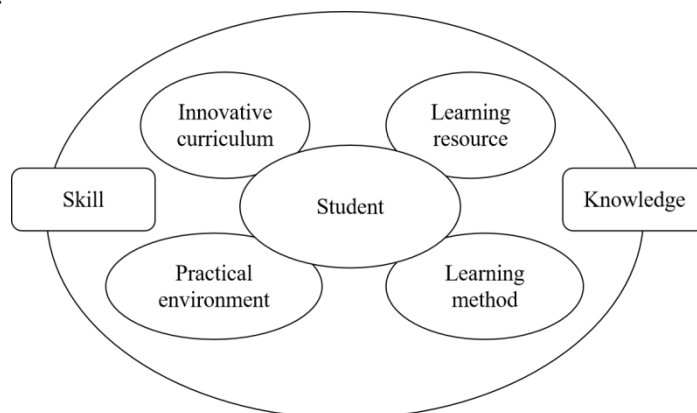 Innovative
curriculum
Learning
resource
Skill
Student
Knowledge
Practical
environment
Learning
method